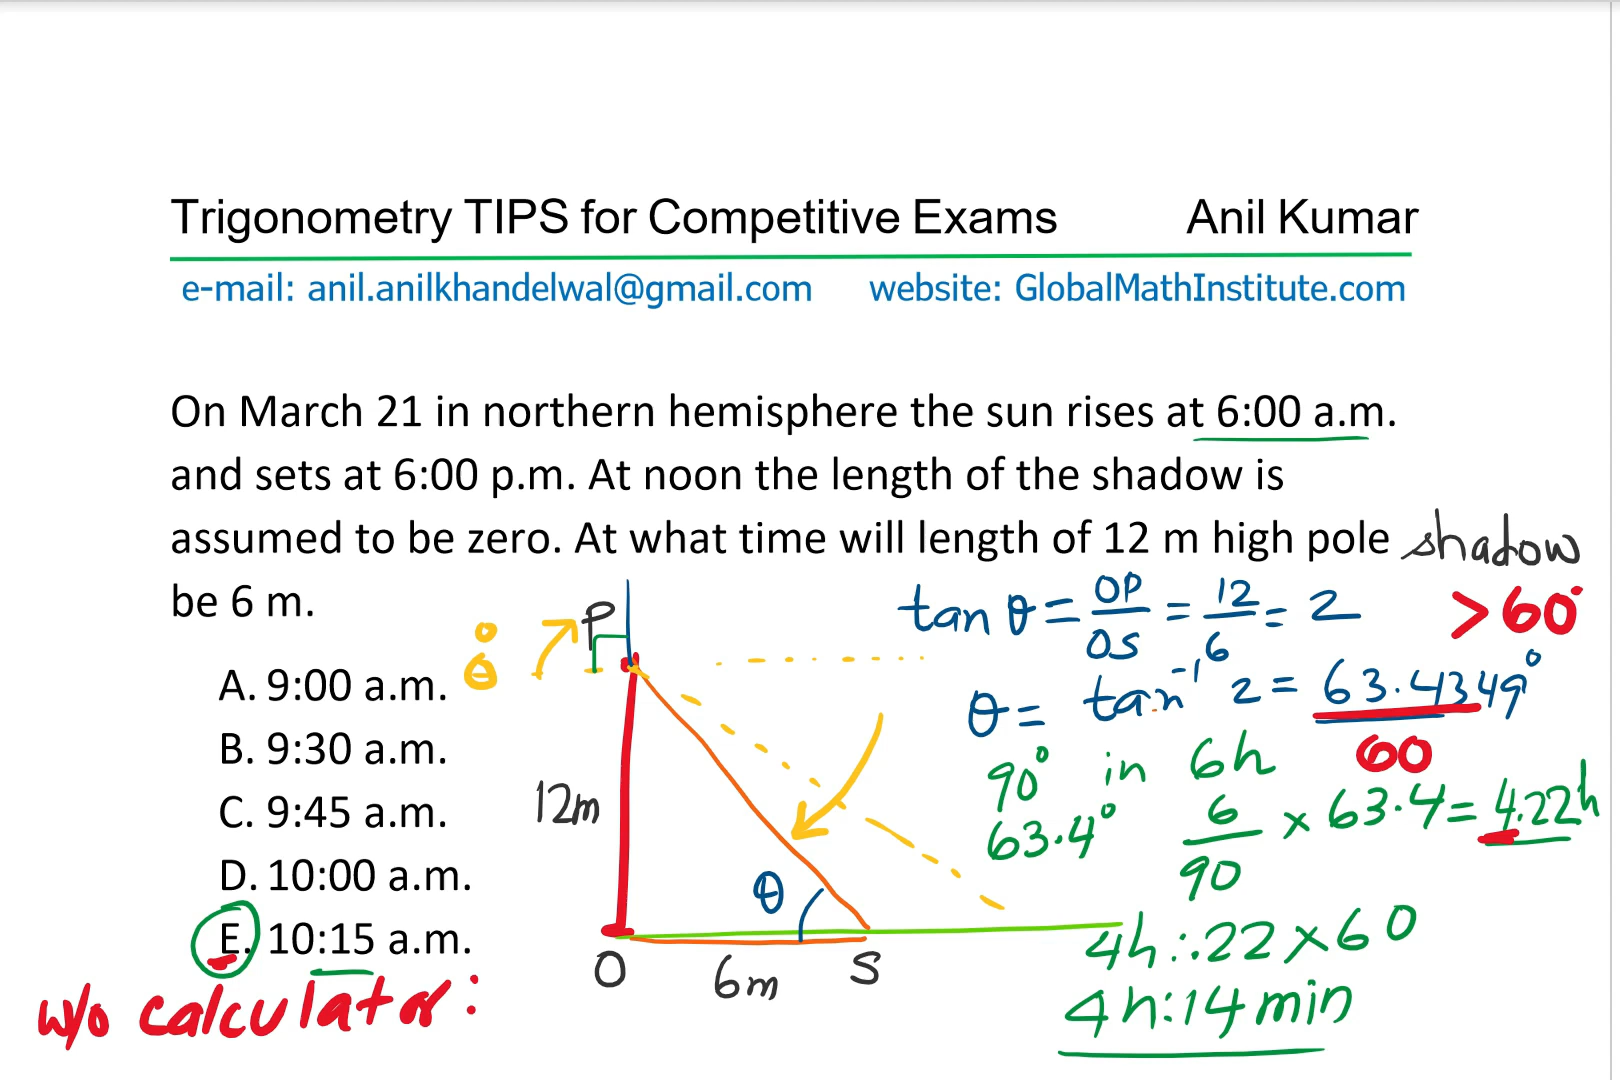 Trigonometry TIPS for Competitive Exams Anil Kumar
e-mail: anil.anilkhandelwal@gmail.com website: GlobalMathInstitute.com
On March 21 in northern hemisphere the sun rises at 6:00 a.m.
and sets at 6:00 p.m. At noon the length of the shadow is
assumed to be zero. At what time will length of 12 m high pole shadow
be 6 m.
A. 9:00 a.m.
B. 9:30 a.m.
C. 9:45 a.m.
D. 10:00 a.m.
E. 10:15 a.m.
w/o calculator:
P
θ
12m
θ
O 6m S
tan θ = OP/OS = 12/6 = 2 >60°
θ = tan⁻¹ 2 = 63.4349°
60
90° in 6h
63.4° 6/90 × 63.4 = 4.22h
4h:.22×60
4h:14min